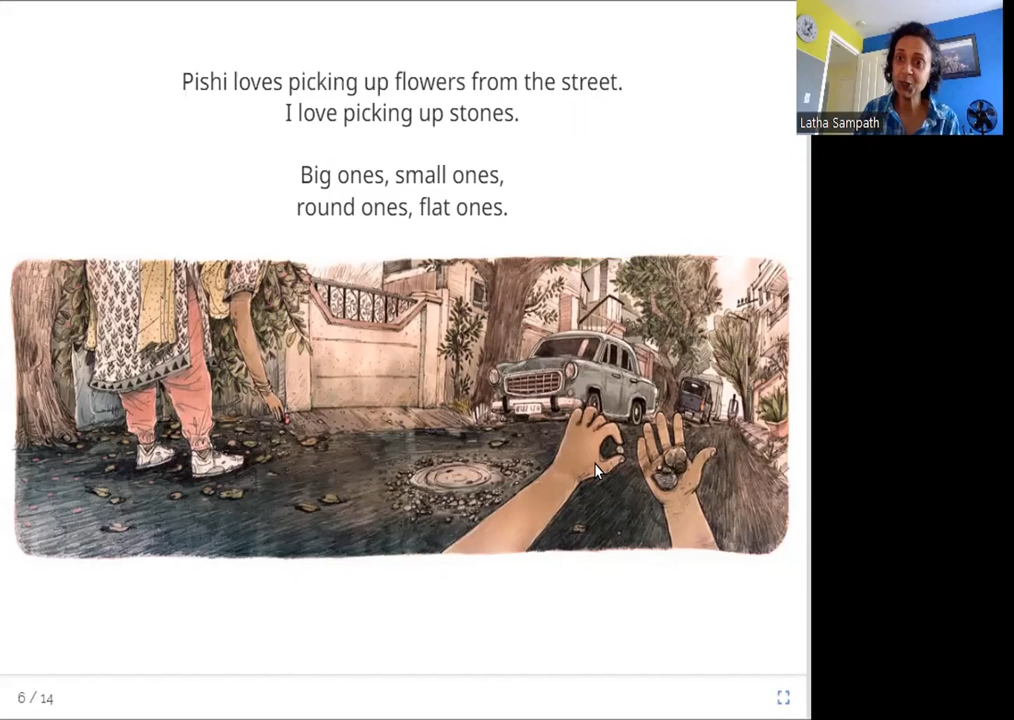 Pishi loves picking up flowers from the street.
I love picking up stones.
Big ones, small ones,
round ones, flat ones.
Latha Sampath
6 / 14